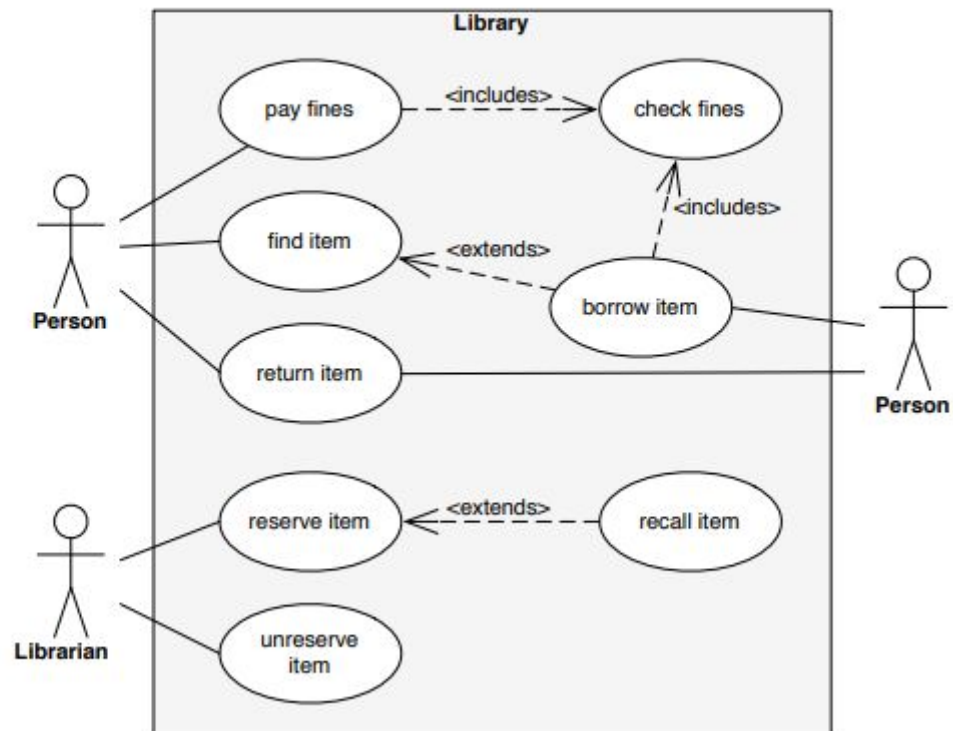 Library
pay fines
<includes>
check fines
<includes>
find item
<extends>
borrow item
Person
return item
Person
reserve item
<extends>
recall item
unreserve
item
Librarian